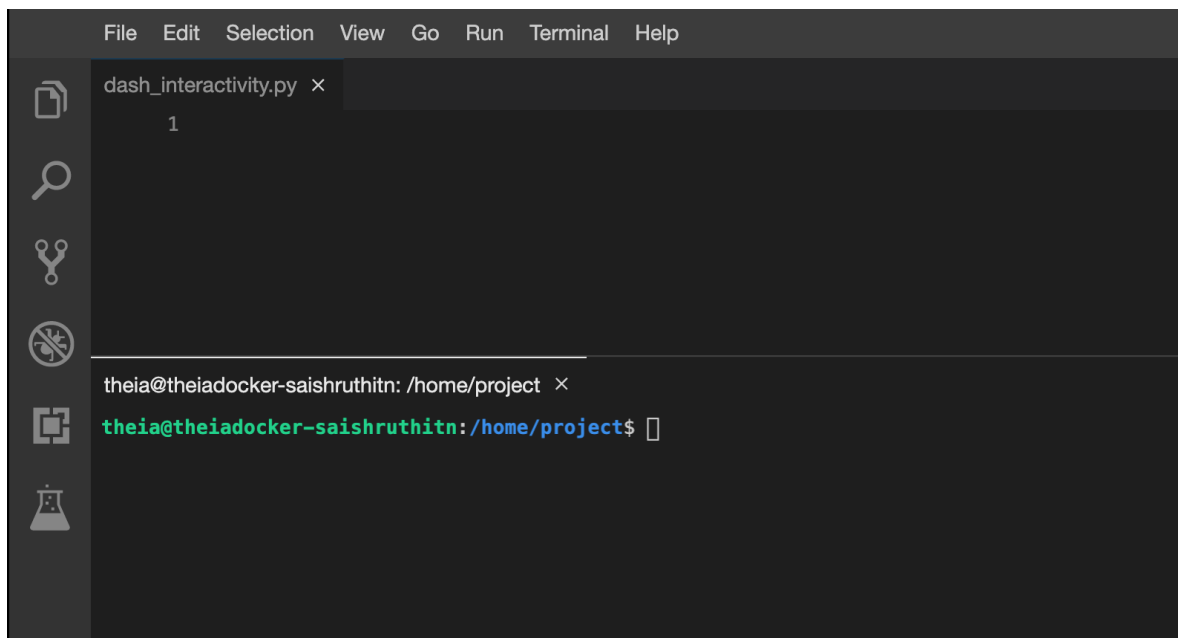 File Edit Selection View Go Run Terminal Help
dash_interactivity.py ×
1
theia@theiadocker-saishruthitn: /home/project ×
theia@theiadocker-saishruthitn:/home/project$